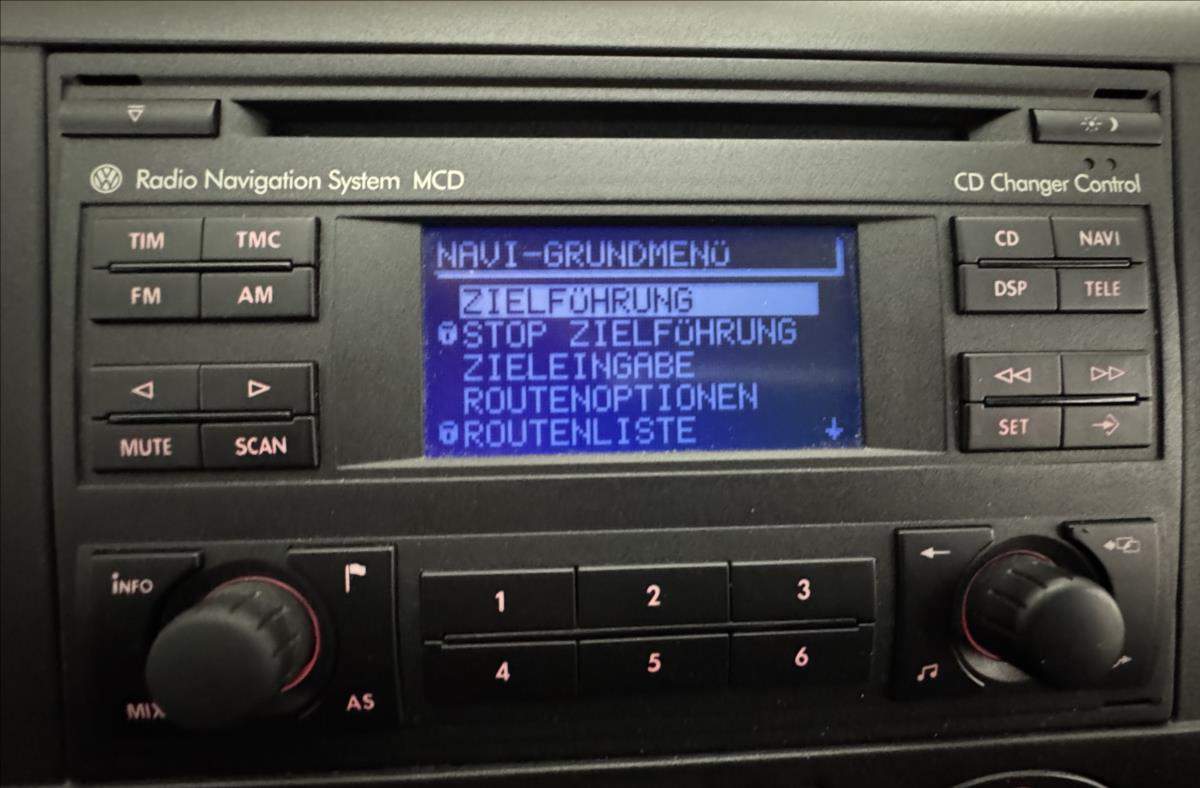 Radio Navigation System MCD
CD Changer Control
TIM TMC
FM AM
MUTE SCAN
NAVI-GRUNDMENÜ
ZIELFÜHRUNG
STOP ZIELFÜHRUNG
ZIELEINGABE
ROUTENOPTIONEN
ROUTENLISTE
CD NAVI
DSP TELE
SET
INFO
MIX
AS
1 2 3
4 5 6